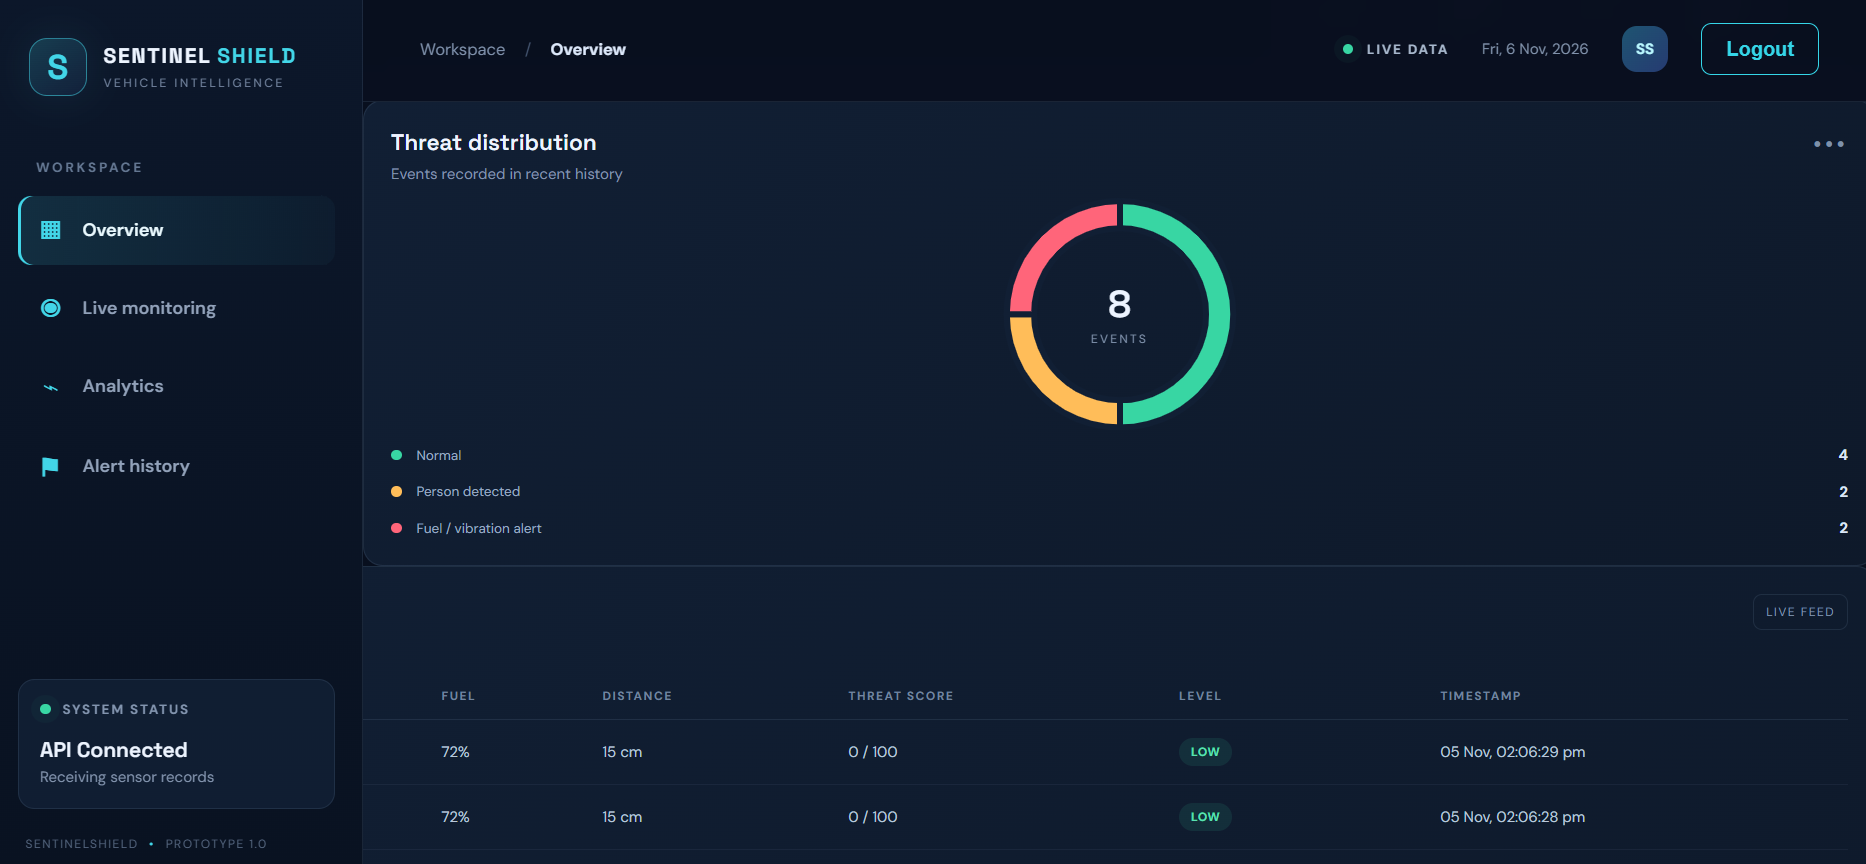 S
SENTINEL SHIELD
VEHICLE INTELLIGENCE
WORKSPACE
Overview
Live monitoring
Analytics
Alert history
SYSTEM STATUS
API Connected
Receiving sensor records
SENTINELSHIELD • PROTOTYPE 1.0
Workspace / Overview
LIVE DATA
Fri, 6 Nov, 2026
SS
Logout
Threat distribution
Events recorded in recent history
8
EVENTS
Normal 4
Person detected 2
Fuel / vibration alert 2
LIVE FEED
FUEL DISTANCE THREAT SCORE LEVEL TIMESTAMP
72% 15 cm 0 / 100 LOW 05 Nov, 02:06:29 pm
72% 15 cm 0 / 100 LOW 05 Nov, 02:06:28 pm